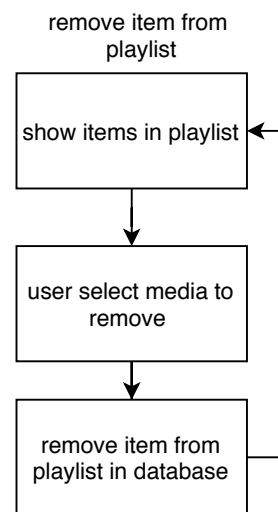 remove item from
playlist
show items in playlist
user select media to
remove
remove item from
playlist in database